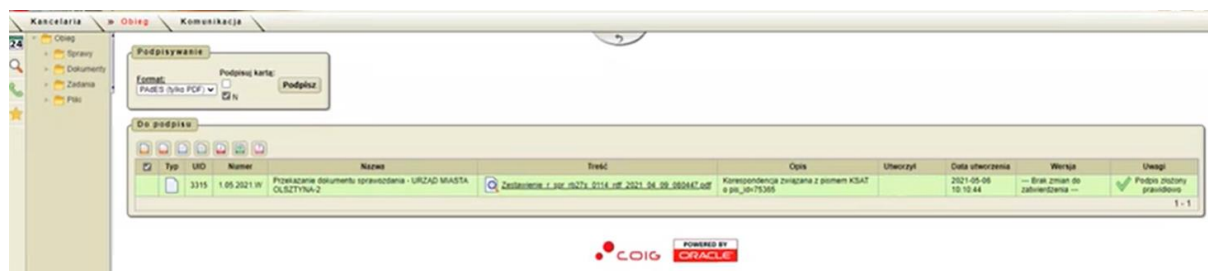 Kancelaria » Obieg Komunikacja
24
Obieg
Sprawy
Dokumenty
Zadania
Pliki
Podpisywanie
Format: Podpisuj kartą:
PAdES (tylko PDF) N Podpisz
Do podpisu
Typ UID Numer Nazwa Treść Opis Utworzył Data utworzenia Wersja Uwagi
3315 1.05.2021.W Przekazanie dokumentu sprawozdania - URZĄD MIASTA Zestawienie_r_spr_rb27s_0114_rdf_2021_04_09_080447.pdf Korespondencja związana z pismem KSAT 2021-05-06 --- Brak zmian do Podpis złożony
OLSZTYNA-2 o pis_id=75365 10:10:44 zatwierdzenia --- prawidłowo
1 - 1
COIG POWERED BY
ORACLE